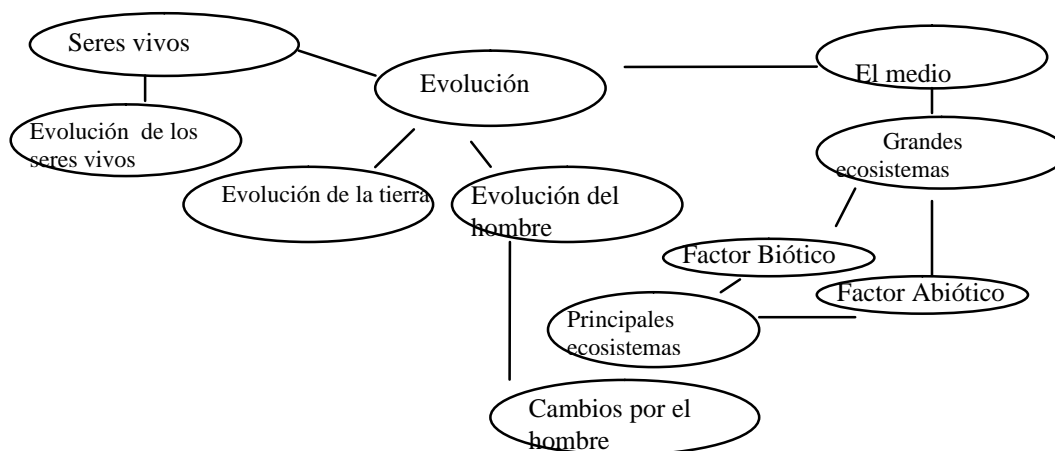 Seres vivos
Evolución
El medio
Evolución de los
seres vivos
Grandes
ecosistemas
Evolución de la tierra
Evolución del
hombre
Factor Biótico
Factor Abiótico
Principales
ecosistemas
Cambios por el
hombre